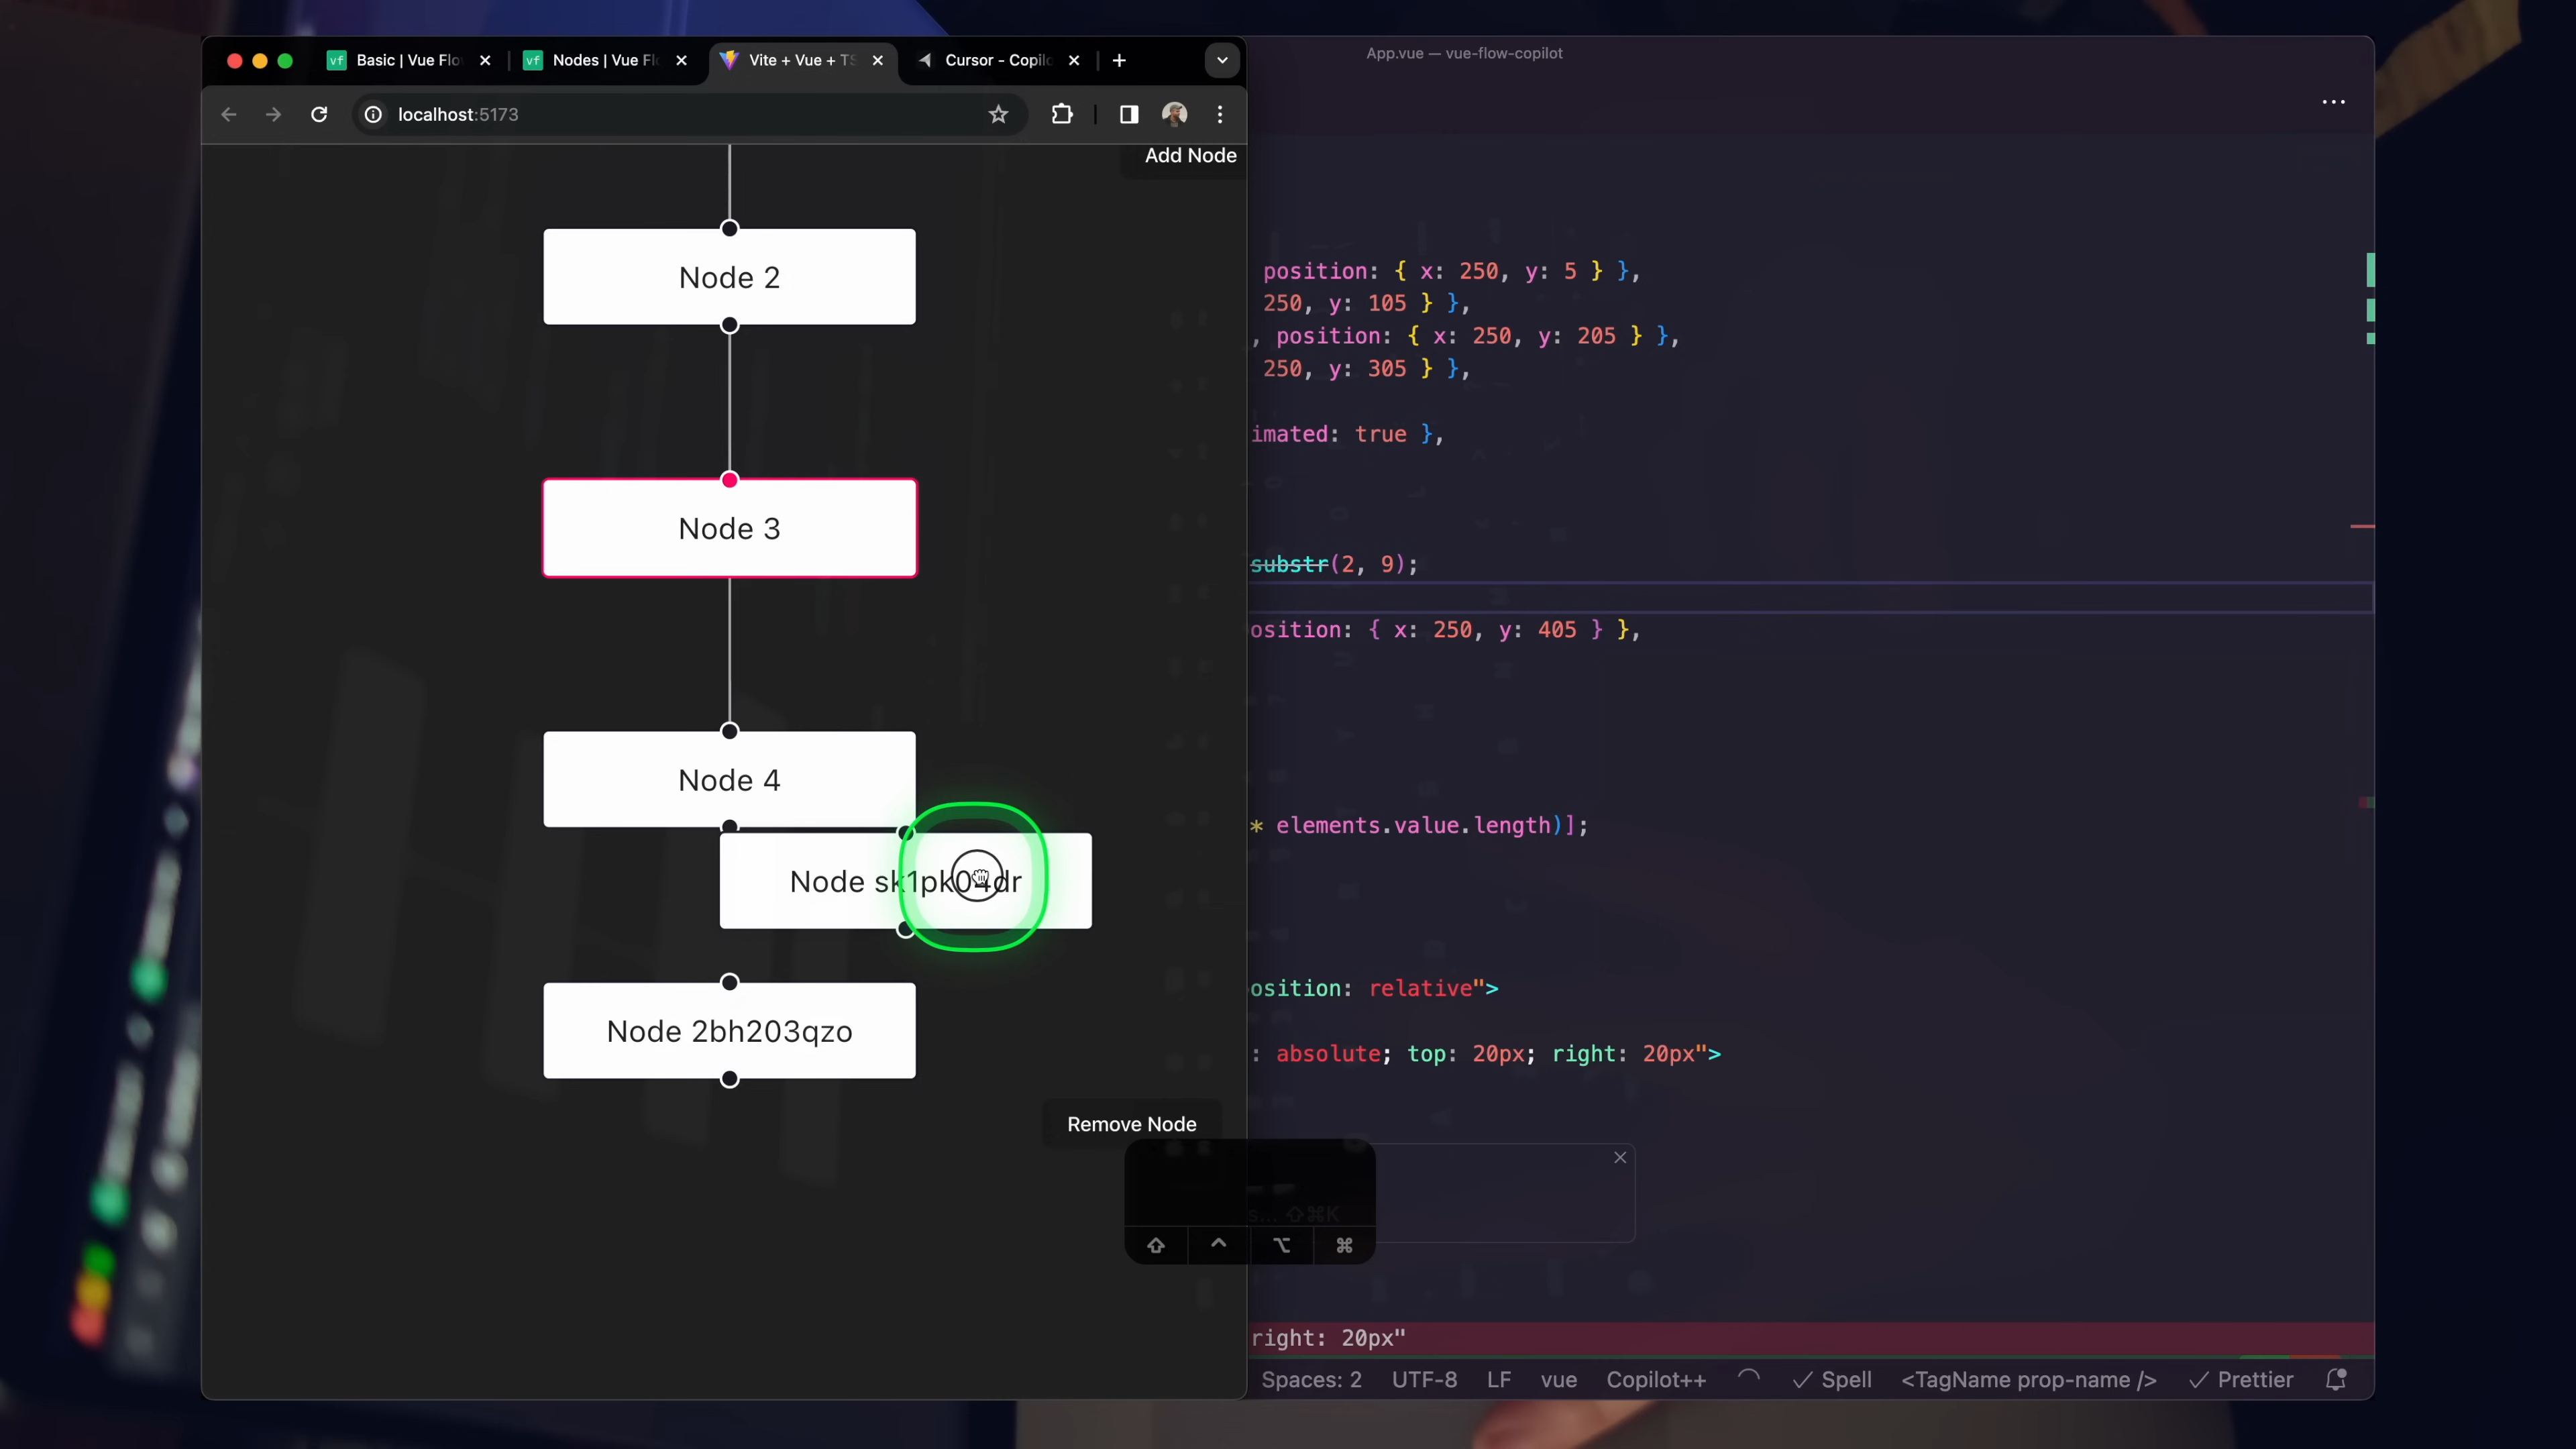 App.vue — vue-flow-copilot
Basic | Vue Flo
Nodes | Vue Fl
Vite + Vue + TS
Cursor - Copilo
localhost:5173
Add Node
Node 2
Node 3
Node 4
Node sk1pk04dr
Node 2bh203qzo
Remove Node
position: { x: 250, y: 5 } },
250, y: 105 } },
, position: { x: 250, y: 205 } },
250, y: 305 } },
imated: true },
substr(2, 9);
osition: { x: 250, y: 405 } },
* elements.value.length)];
osition: relative">
: absolute; top: 20px; right: 20px">
s... ⇧⌘K
⇧ ⌃ ⌥ ⌘
right: 20px"
Spaces: 2 UTF-8 LF vue Copilot++ ✓ Spell <TagName prop-name /> ✓ Prettier